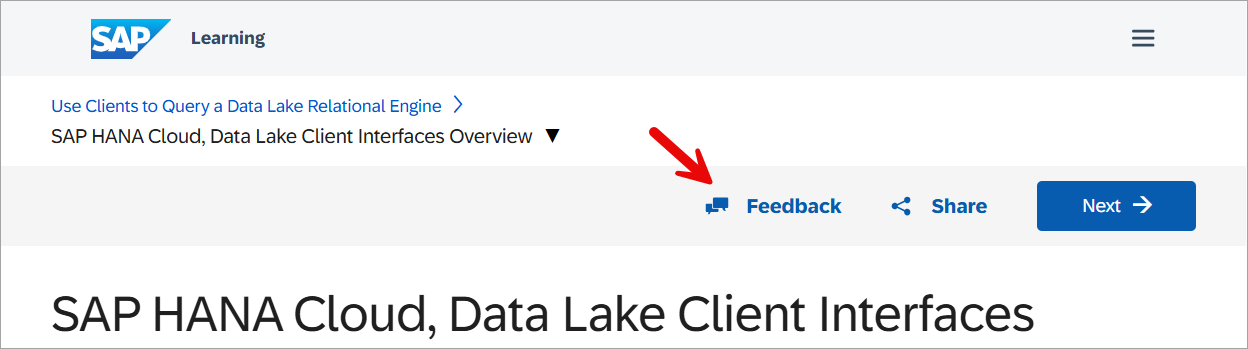 SAP Learning
Use Clients to Query a Data Lake Relational Engine
SAP HANA Cloud, Data Lake Client Interfaces Overview
Feedback Share Next
SAP HANA Cloud, Data Lake Client Interfaces